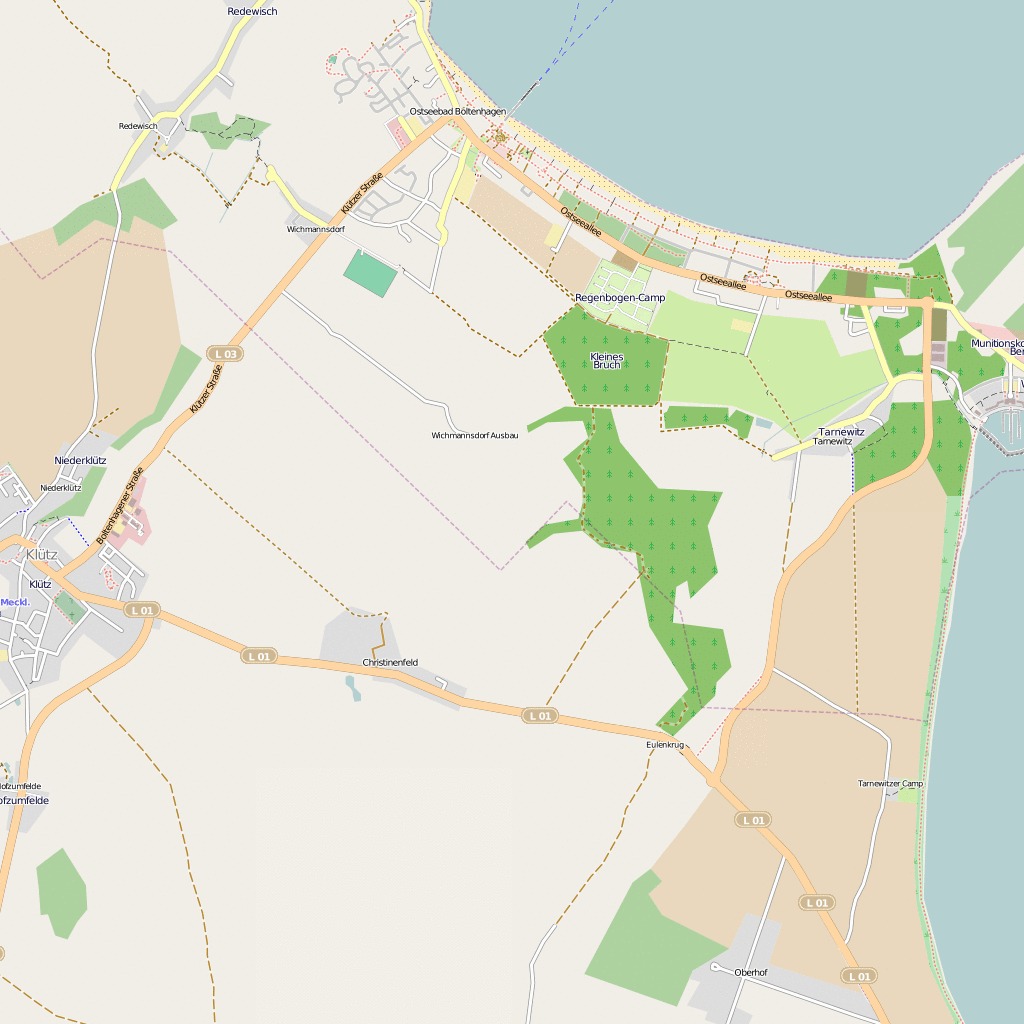 Redewisch
Ostseebad Boltenhagen
Redewisch
Klützer Straße
Ostseeallee
Wichmannsdorf
Ostseeallee
Ostseeallee
Regenbogen-Camp
Munitionsko
Ber
L 03
Kleines
Bruch
Klützer Straße
Wichmannsdorf Ausbau
Tarnewitz
Tarnewitz
Niederklütz
Niederklütz
Boltenhagener Straße
Klütz
Klütz
Meckl.
L 01
L 01
Christinenfeld
L 01
Eulenkrug
Tarnewitzer Camp
Hofzumfelde
ofzumfelde
L 01
L 01
Oberhof
L 01